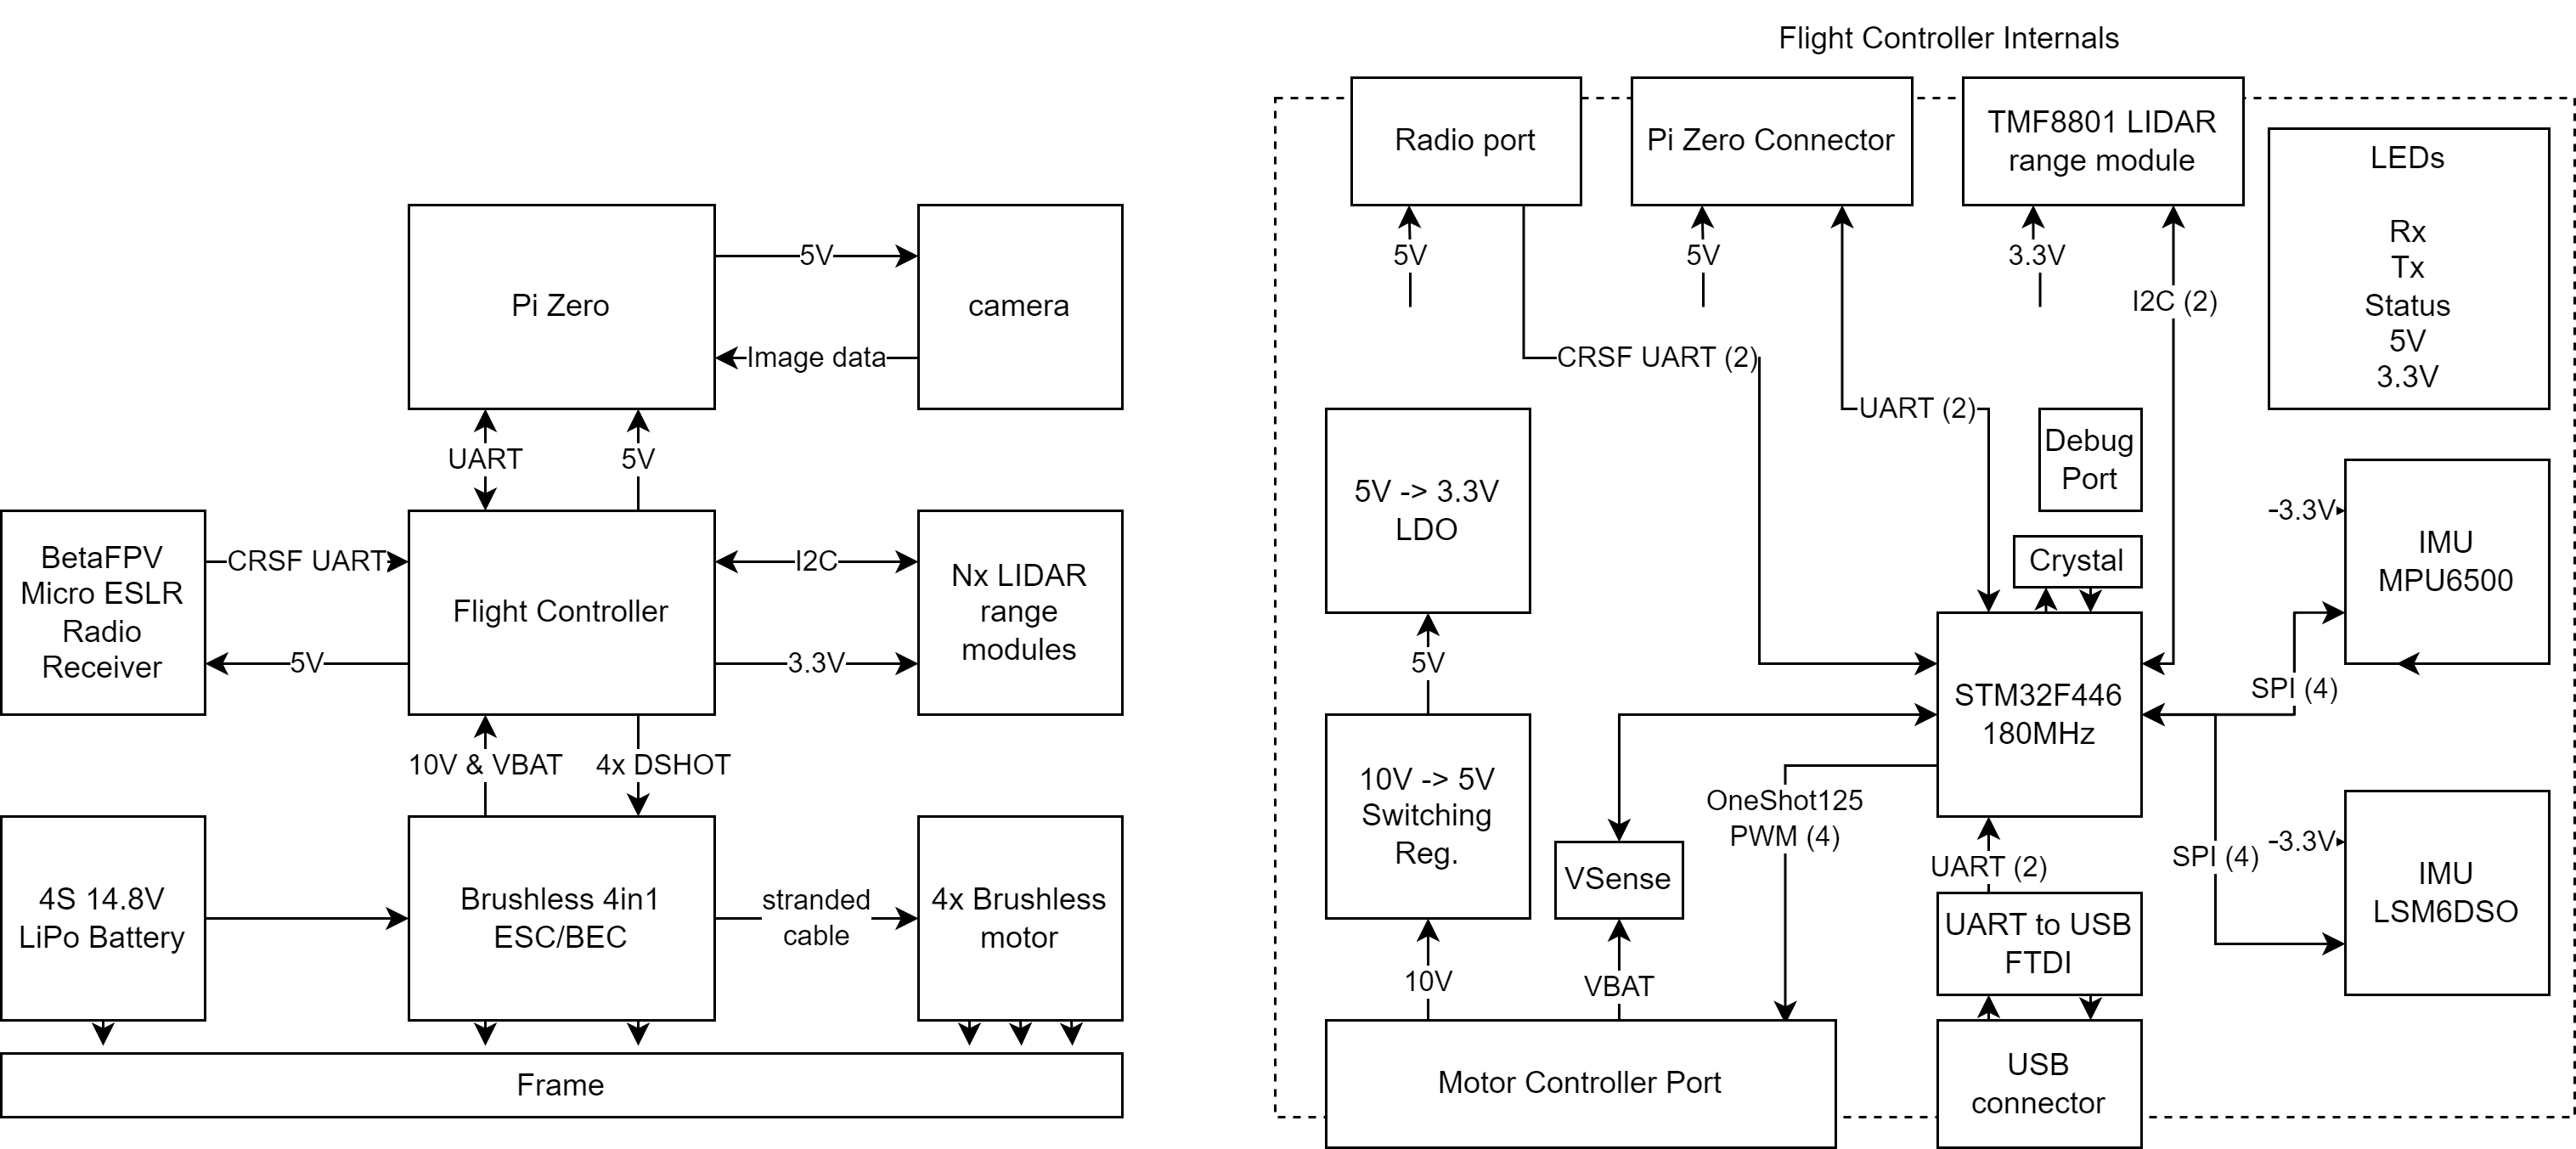 Flight Controller Internals
Pi Zero
5V
camera
Image data
UART
5V
BetaFPV
Micro ESLR
Radio
Receiver
CRSF UART
5V
Flight Controller
I2C
3.3V
Nx LIDAR
range
modules
10V & VBAT
4x DSHOT
4S 14.8V
LiPo Battery
Brushless 4in1
ESC/BEC
stranded
cable
4x Brushless
motor
Frame
Radio port
Pi Zero Connector
TMF8801 LIDAR
range module
LEDs
Rx
Tx
Status
5V
3.3V
5V
5V
3.3V
I2C (2)
CRSF UART (2)
UART (2)
Debug
Port
5V -> 3.3V
LDO
Crystal
-3.3V
IMU
MPU6500
5V
STM32F446
180MHz
SPI (4)
10V -> 5V
Switching
Reg.
OneShot125
PWM (4)
VSense
UART (2)
SPI (4)
-3.3V
IMU
LSM6DSO
UART to USB
FTDI
10V
VBAT
Motor Controller Port
USB
connector